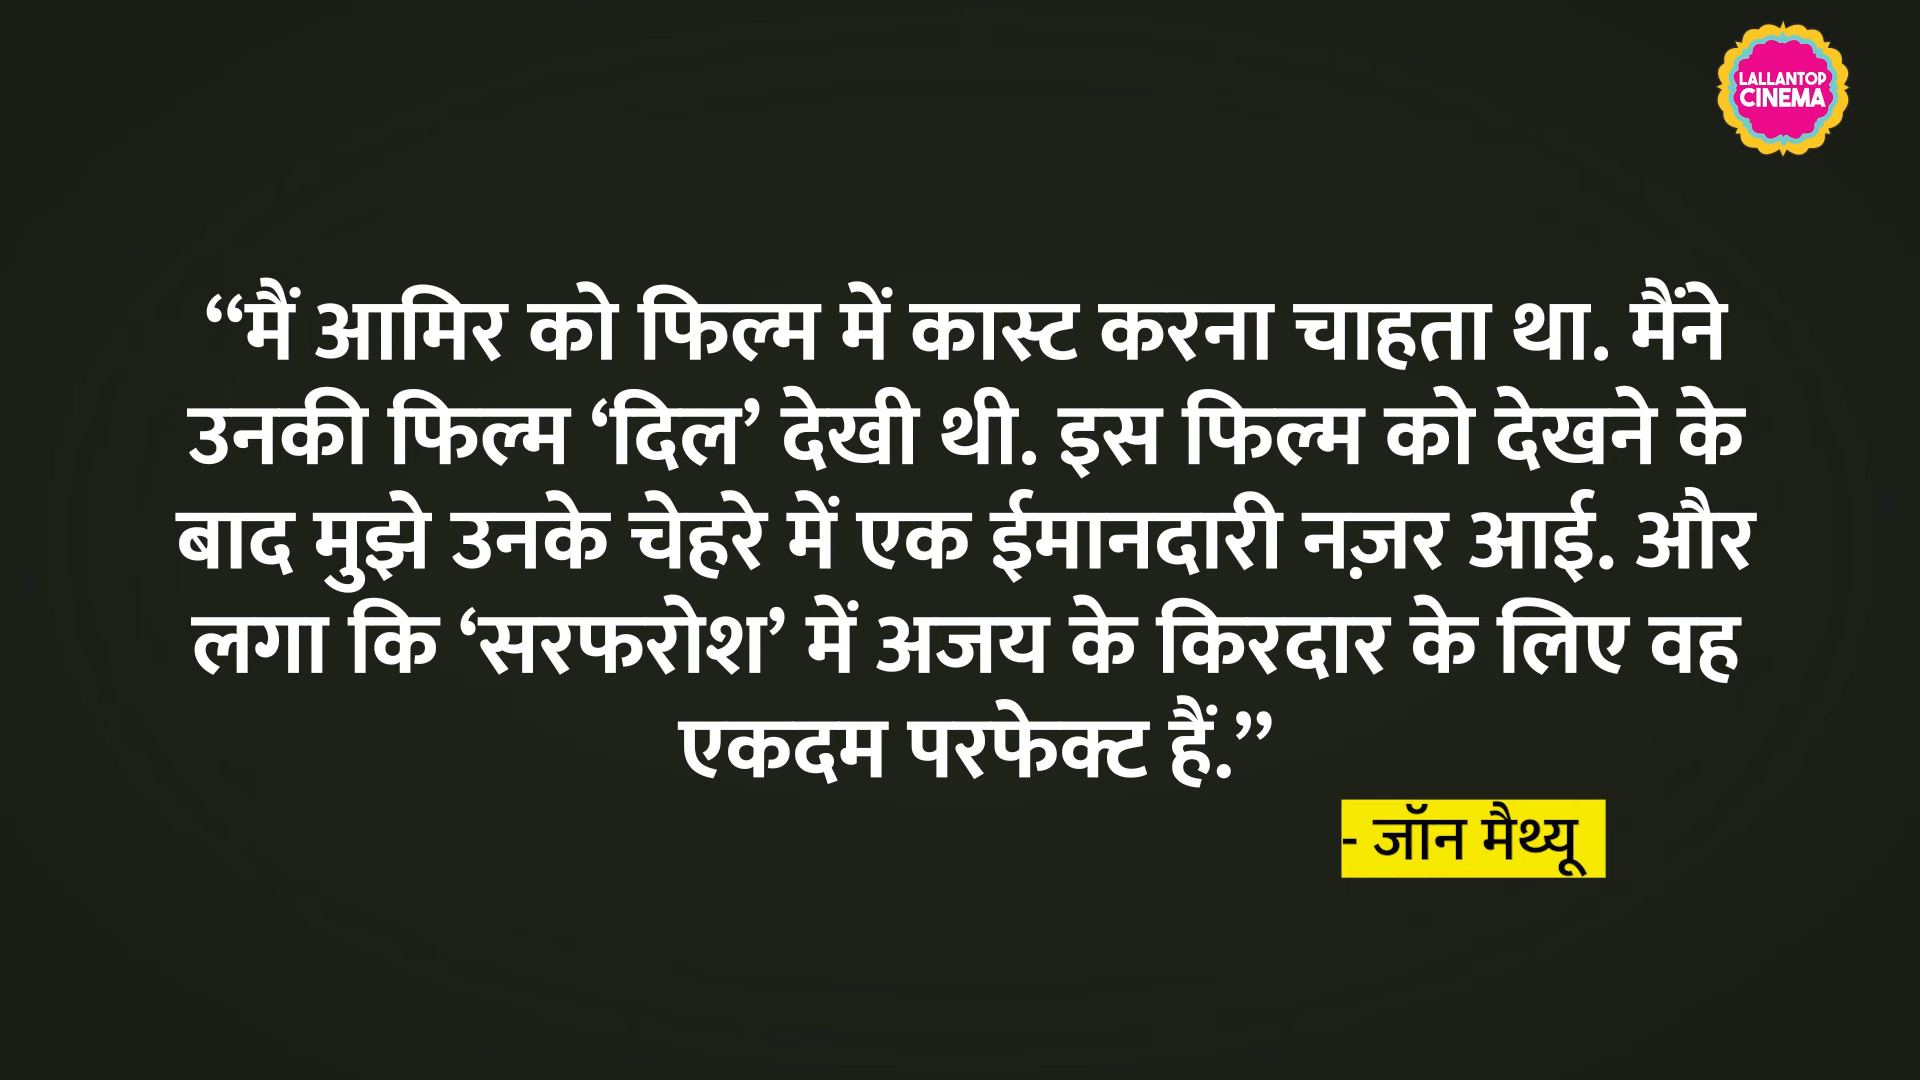 LALLANTOP
CINEMA
“मैं आमिर को फिल्म में कास्ट करना चाहता था. मैंने
उनकी फिल्म ‘दिल’ देखी थी. इस फिल्म को देखने के
बाद मुझे उनके चेहरे में एक ईमानदारी नज़र आई. और
लगा कि ‘सरफरोश’ में अजय के किरदार के लिए वह
एकदम परफेक्ट हैं.”
- जॉन मैथ्यू